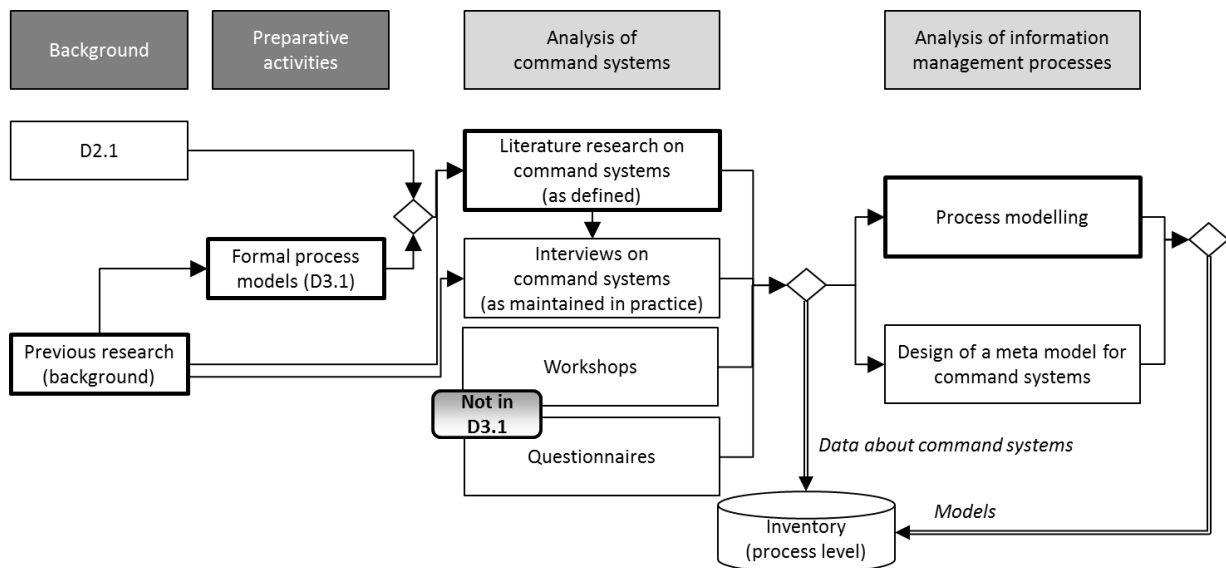 Background
Preparative
activities
Analysis of
command systems
Analysis of information
management processes
D2.1
Literature research on
command systems
(as defined)
Process modelling
Formal process
models (D3.1)
Interviews on
command systems
(as maintained in practice)
Previous research
(background)
Workshops
Design of a meta model for
command systems
Not in
D3.1
Questionnaires
Data about command systems
Inventory
(process level)
Models